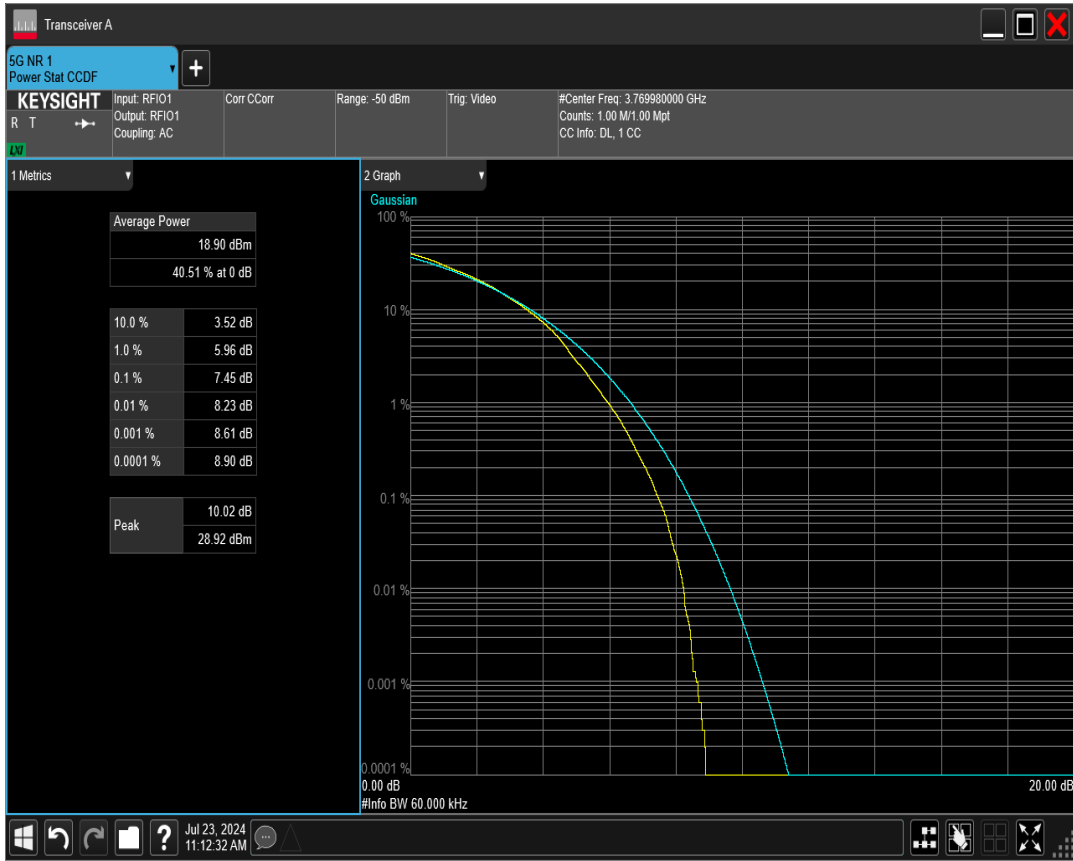 Transceiver A
5G NR 1
Power Stat CCDF
KEYSIGHT
R T
LXI
Input: RFIO1
Output: RFIO1
Coupling: AC
Corr CCorr
Range: -50 dBm
Trig: Video
#Center Freq: 3.769980000 GHz
Counts: 1.00 M/1.00 Mpt
CC Info: DL, 1 CC
1 Metrics
Average Power
18.90 dBm
40.51 % at 0 dB
10.0 % 3.52 dB
1.0 % 5.96 dB
0.1 % 7.45 dB
0.01 % 8.23 dB
0.001 % 8.61 dB
0.0001 % 8.90 dB
Peak
10.02 dB
28.92 dBm
2 Graph
Gaussian
100 %
10 %
1 %
0.1 %
0.01 %
0.001 %
0.0001 %
0.00 dB 20.00 dB
#Info BW 60.000 kHz
?
Jul 23, 2024
11:12:32 AM